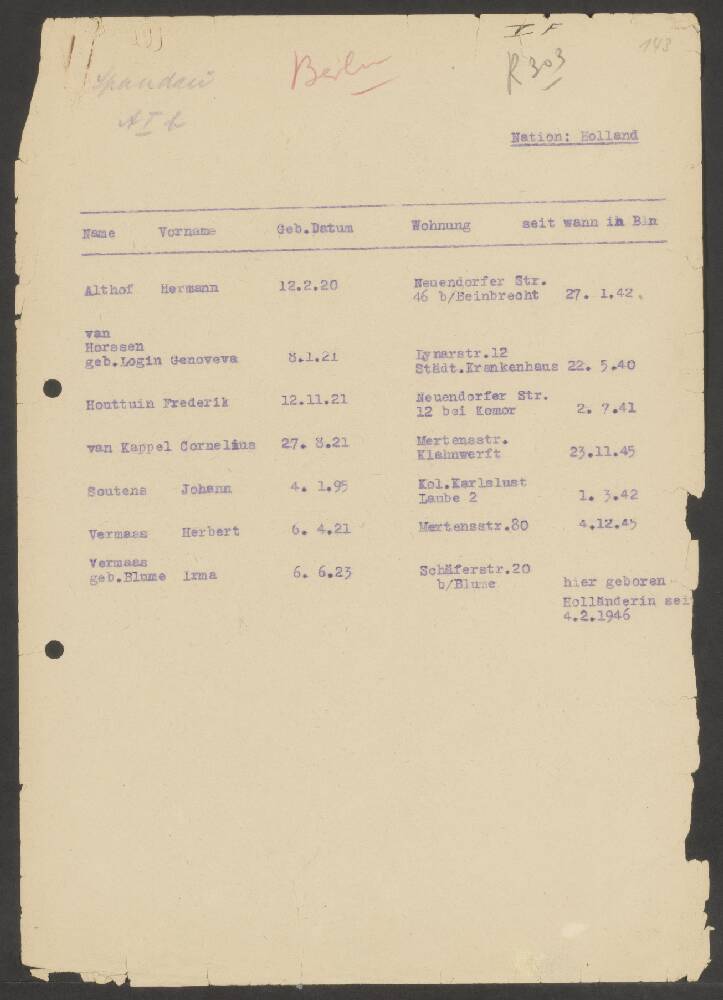 Spandau
Berlin
R 303
143
Nation: Holland
Name Vorname Geb.Datum Wohnung seit wann in Bln
Althof Hermann 12.2.20 Neuendorfer Str.
46 b/Beinbrecht 27. 1.42.
van
Horssen
geb.Login Genoveva 8.1.21 Lynarstr.12
Städt.Krankenhaus 22. 5.40
Houttuin Frederik 12.11.21 Neuendorfer Str.
12 bei Komor 2. 7.41
van Kappel Cornelius 27. 8.21 Mertensstr.
Klahnwerft 23.11.45
Soutens Johann 4. 1.95 Kol.Karlslust
Laube 2 1. 3.42
Vermaas Herbert 6. 4.21 Mertensstr.80 4.12.45
Vermaas
geb.Blume Irma 6. 6.23 Schäferstr.20
b/Blume hier geboren
Holländerin sei
4.2.1946